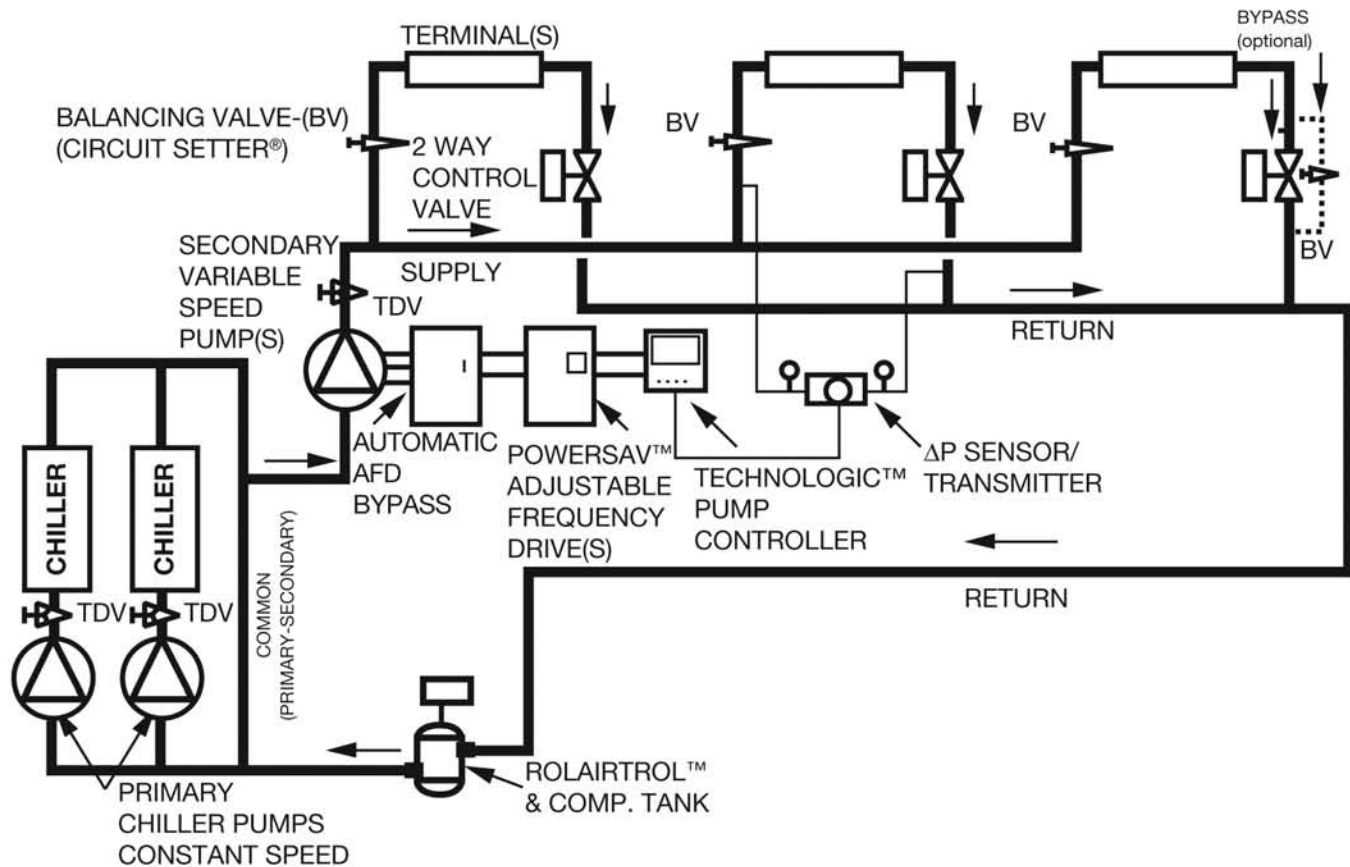 TERMINAL(S)
BYPASS
(optional)
BALANCING VALVE-(BV)
(CIRCUIT SETTER®)
2 WAY
CONTROL
VALVE
BV
BV
BV
SECONDARY
VARIABLE
SPEED
PUMP(S)
SUPPLY
TDV
RETURN
AUTOMATIC
AFD
BYPASS
POWERSAV™
ADJUSTABLE
FREQUENCY
DRIVE(S)
TECHNOLOGIC™
PUMP
CONTROLLER
ΔP SENSOR/
TRANSMITTER
CHILLER
CHILLER
TDV
TDV
COMMON
(PRIMARY-SECONDARY)
RETURN
ROLAIRTROL™
& COMP. TANK
PRIMARY
CHILLER PUMPS
CONSTANT SPEED